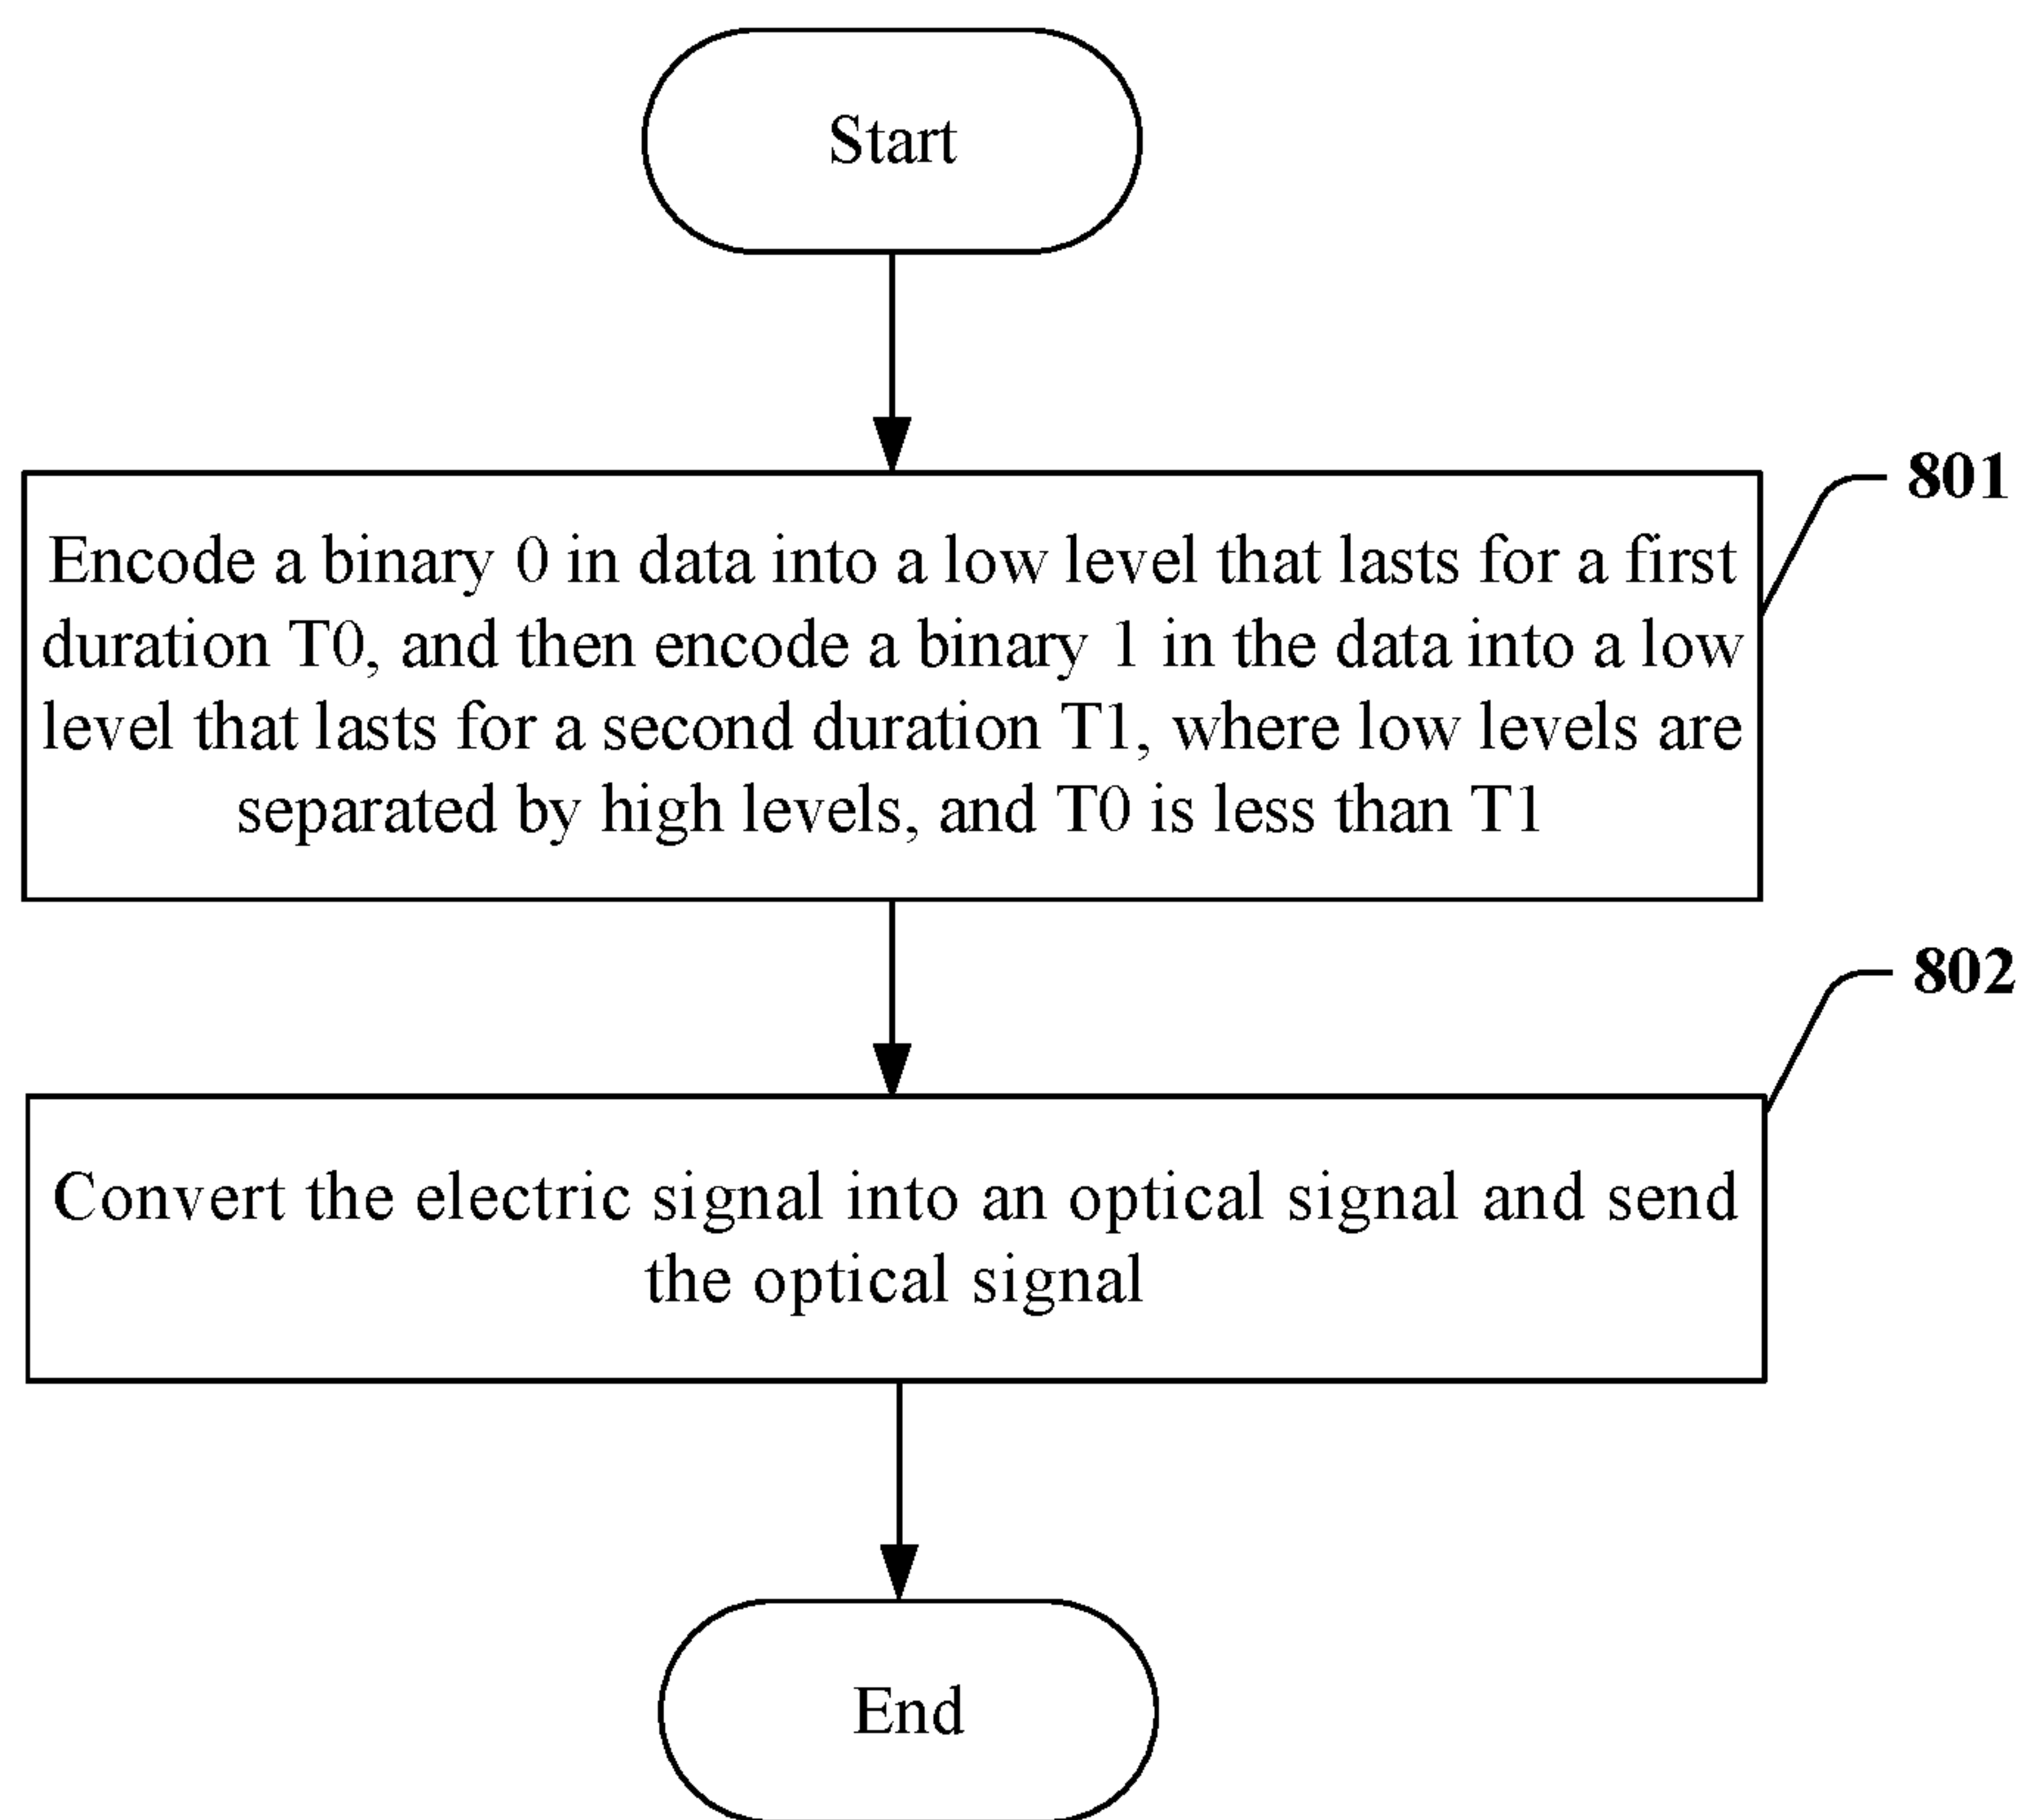 Start
801
Encode a binary 0 in data into a low level that lasts for a first
duration T0, and then encode a binary 1 in the data into a low
level that lasts for a second duration T1, where low levels are
separated by high levels, and T0 is less than T1
802
Convert the electric signal into an optical signal and send
the optical signal
End